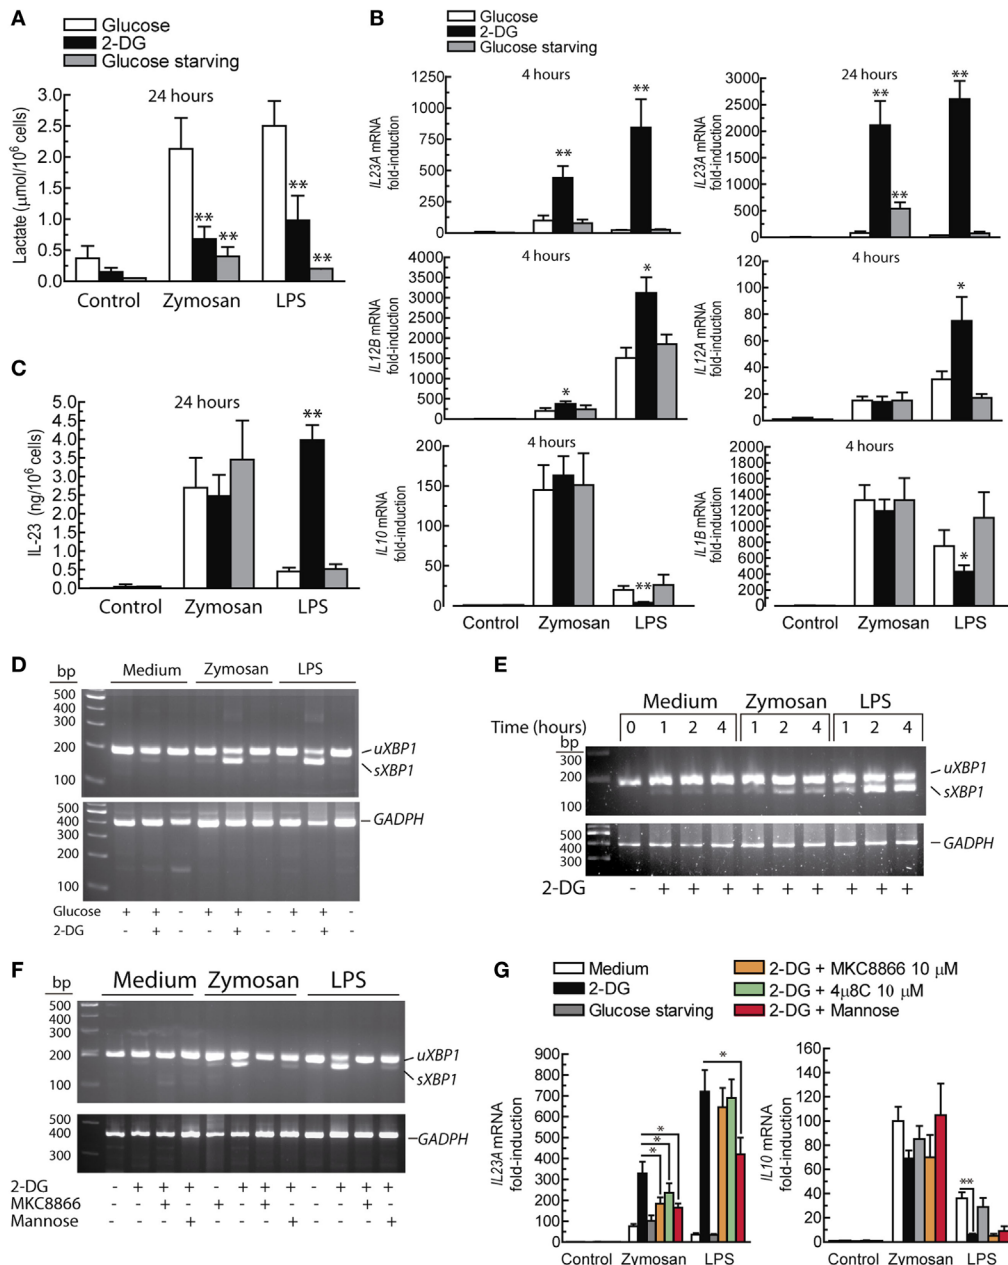 A
Glucose
2-DG
Glucose starving
24 hours
Lactate (μmol/10⁶ cells)
3.0
2.5
2.0
1.5
1.0
0.5
0.0
** ** ** **
Control Zymosan LPS
B
Glucose
2-DG
Glucose starving
4 hours
IL23A mRNA
fold-induction
1250
1000
750
500
250
0
** **
24 hours
IL23A mRNA
fold-induction
3000
2500
2000
1500
1000
500
0
** ** **
4 hours
IL12B mRNA
fold-induction
4000
3500
3000
2500
2000
1500
1000
500
0
* *
4 hours
IL12A mRNA
fold-induction
120
100
80
60
40
20
0
*
4 hours
IL10 mRNA
fold-induction
200
150
100
50
0
**
Control Zymosan LPS
4 hours
IL1B mRNA
fold-induction
2000
1800
1600
1400
1200
1000
800
600
400
200
0
*
Control Zymosan LPS
C
24 hours
IL-23 (ng/10⁶ cells)
5.0
4.5
4.0
3.5
3.0
2.5
2.0
1.5
1.0
0.5
0.0
**
Control Zymosan LPS
D
bp Medium Zymosan LPS
500
400
300
200
100
uXBP1
sXBP1
500
400
300
200
100
GADPH
Glucose + + - + + - + + -
2-DG - + - - + - - + -
E
Medium Zymosan LPS
Time (hours) 0 1 2 4 1 2 4 1 2 4
bp
300
200
100
uXBP1
sXBP1
500
400
300
GADPH
2-DG - + + + + + + + + +
F
bp Medium Zymosan LPS
500
400
300
200
100
uXBP1
sXBP1
500
400
300
GADPH
2-DG - + + + - + + + - + + +
MKC8866 - - + - + - + - - - + -
Mannose - - - + - - - + - - - +
G
Medium
2-DG
Glucose starving
2-DG + MKC8866 10 μM
2-DG + 4μ8C 10 μM
2-DG + Mannose
IL23A mRNA
fold-induction
900
800
700
600
500
400
300
200
100
0
* * * *
Control Zymosan LPS
IL10 mRNA
fold-induction
160
140
120
100
80
60
40
20
0
**
Control Zymosan LPS